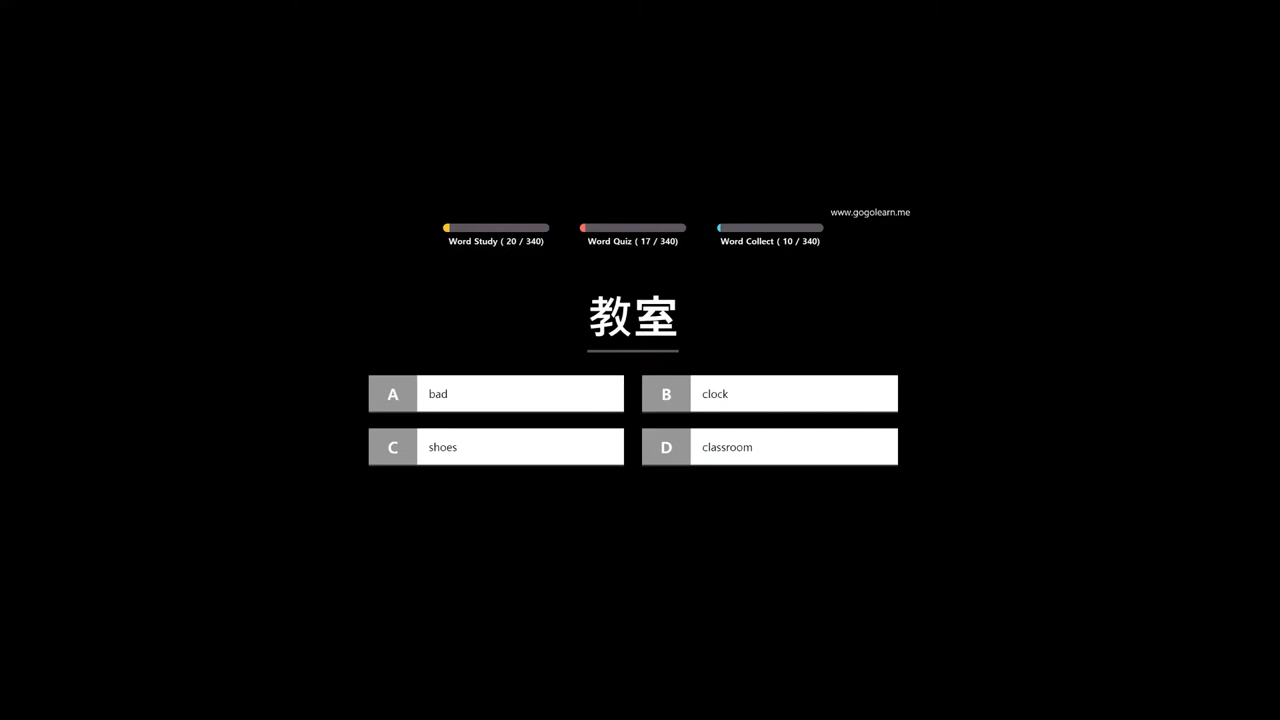 www.gogolearn.me
Word Study ( 20 / 340)
Word Quiz ( 17 / 340)
Word Collect ( 10 / 340)
教室
A bad
B clock
C shoes
D classroom